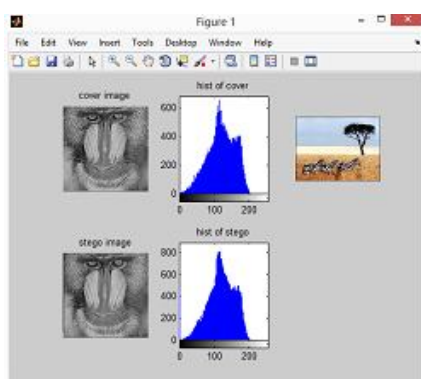 Figure 1
File Edit View Insert Tools Desktop Window Help
cover image
hist of cover
600
400
200
0
0 100 200
stego image
hist of stego
800
600
400
200
0
0 100 200